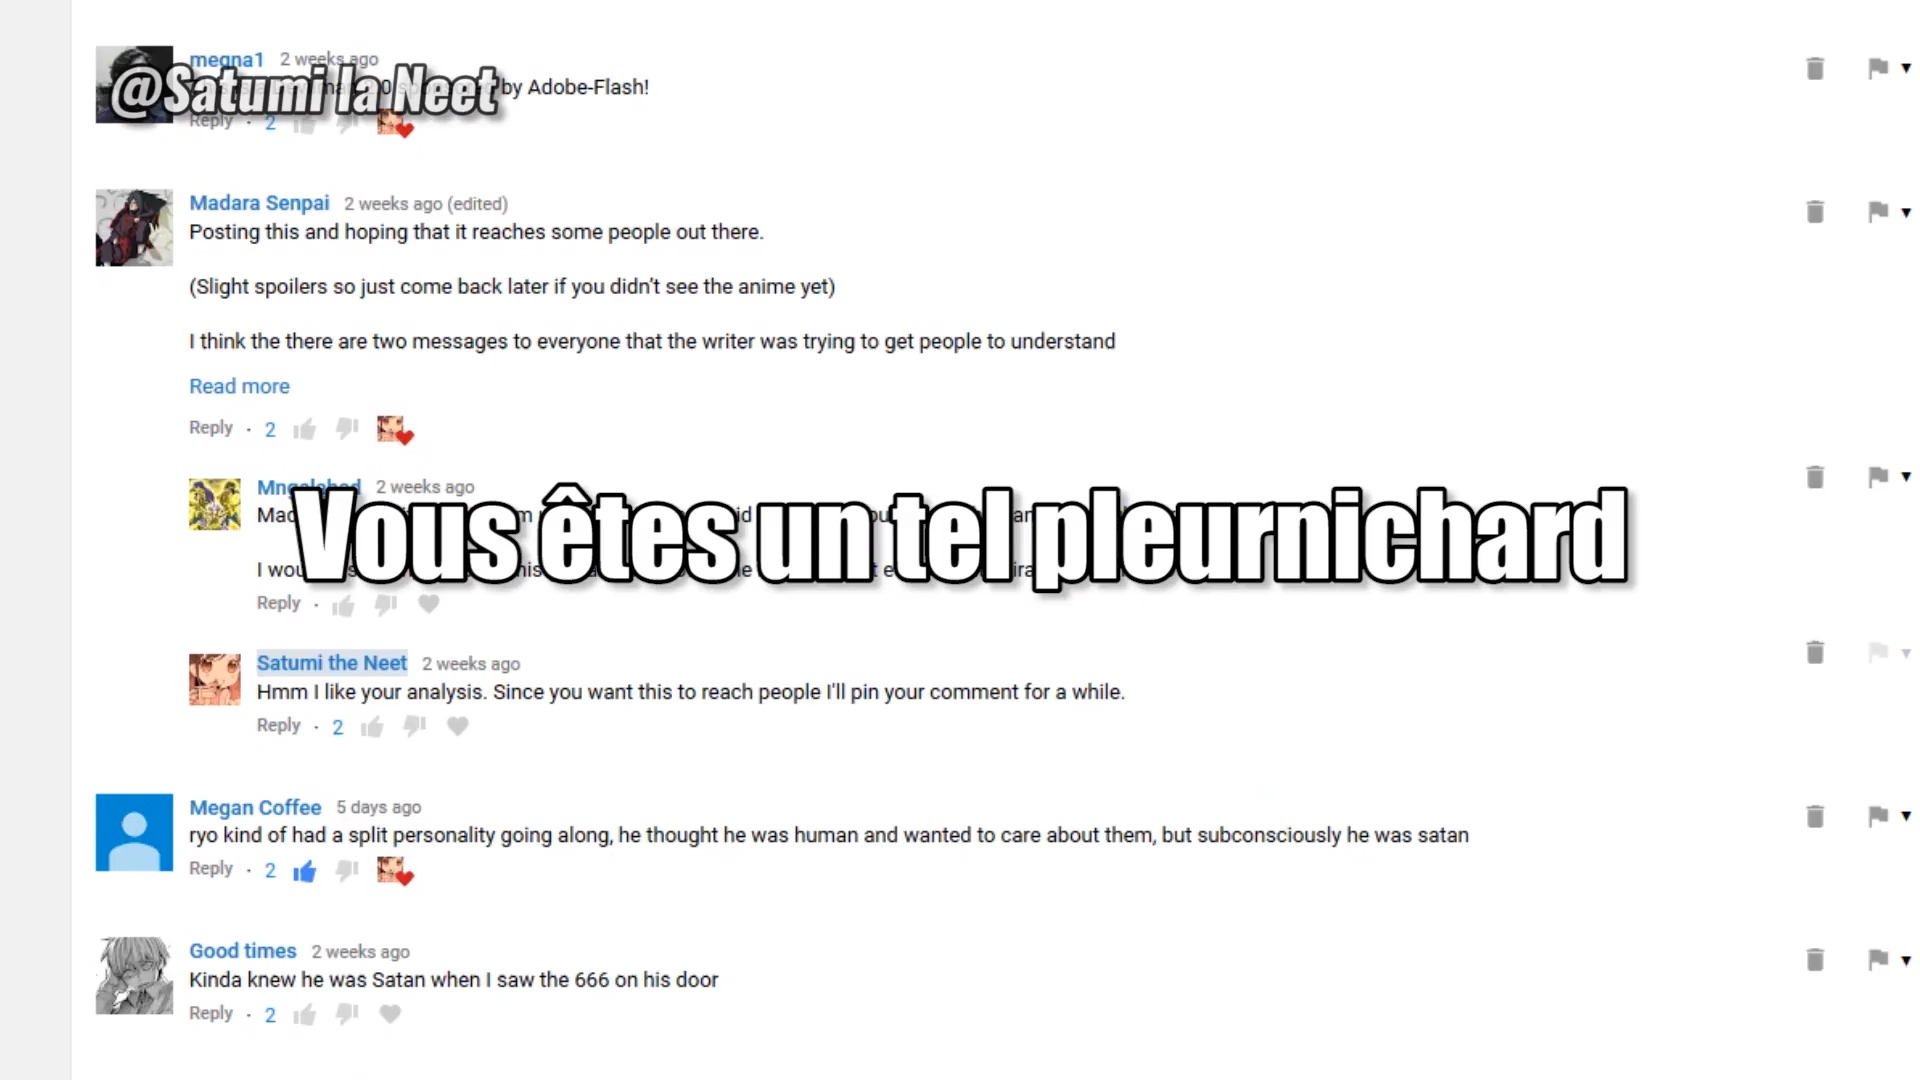 megna1 2 weeks ago
@Satumi la Neet
by Adobe-Flash!
Reply · 2
Madara Senpai 2 weeks ago (edited)
Posting this and hoping that it reaches some people out there.
(Slight spoilers so just come back later if you didn't see the anime yet)
I think the there are two messages to everyone that the writer was trying to get people to understand
Read more
Reply · 2
2 weeks ago
Vous êtes un tel pleurnichard
Reply ·
Satumi the Neet 2 weeks ago
Hmm I like your analysis. Since you want this to reach people I'll pin your comment for a while.
Reply · 2
Megan Coffee 5 days ago
ryo kind of had a split personality going along, he thought he was human and wanted to care about them, but subconsciously he was satan
Reply · 2
Good times 2 weeks ago
Kinda knew he was Satan when I saw the 666 on his door
Reply · 2